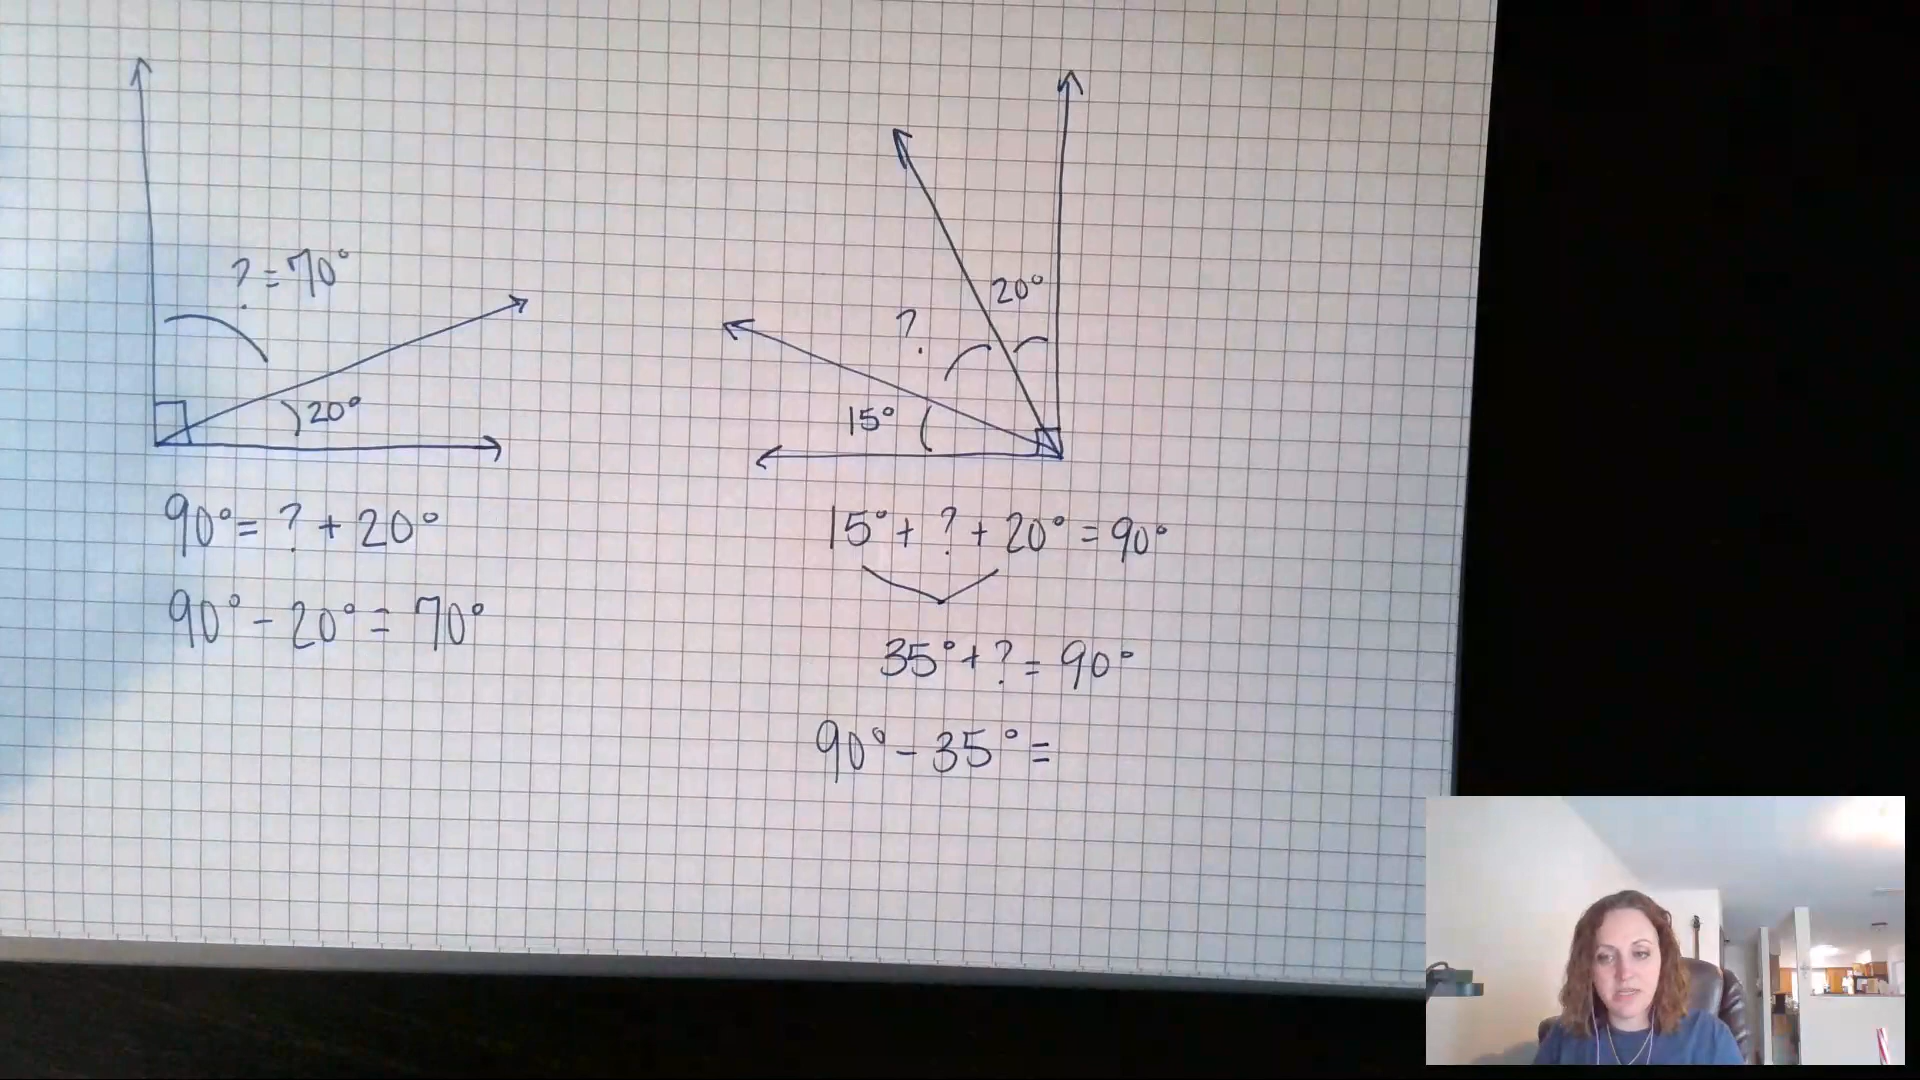 ? = 70°
20°
90° = ? + 20°
90° - 20° = 70°
20°
?
15°
15° + ? + 20° = 90°
35° + ? = 90°
90° - 35° =